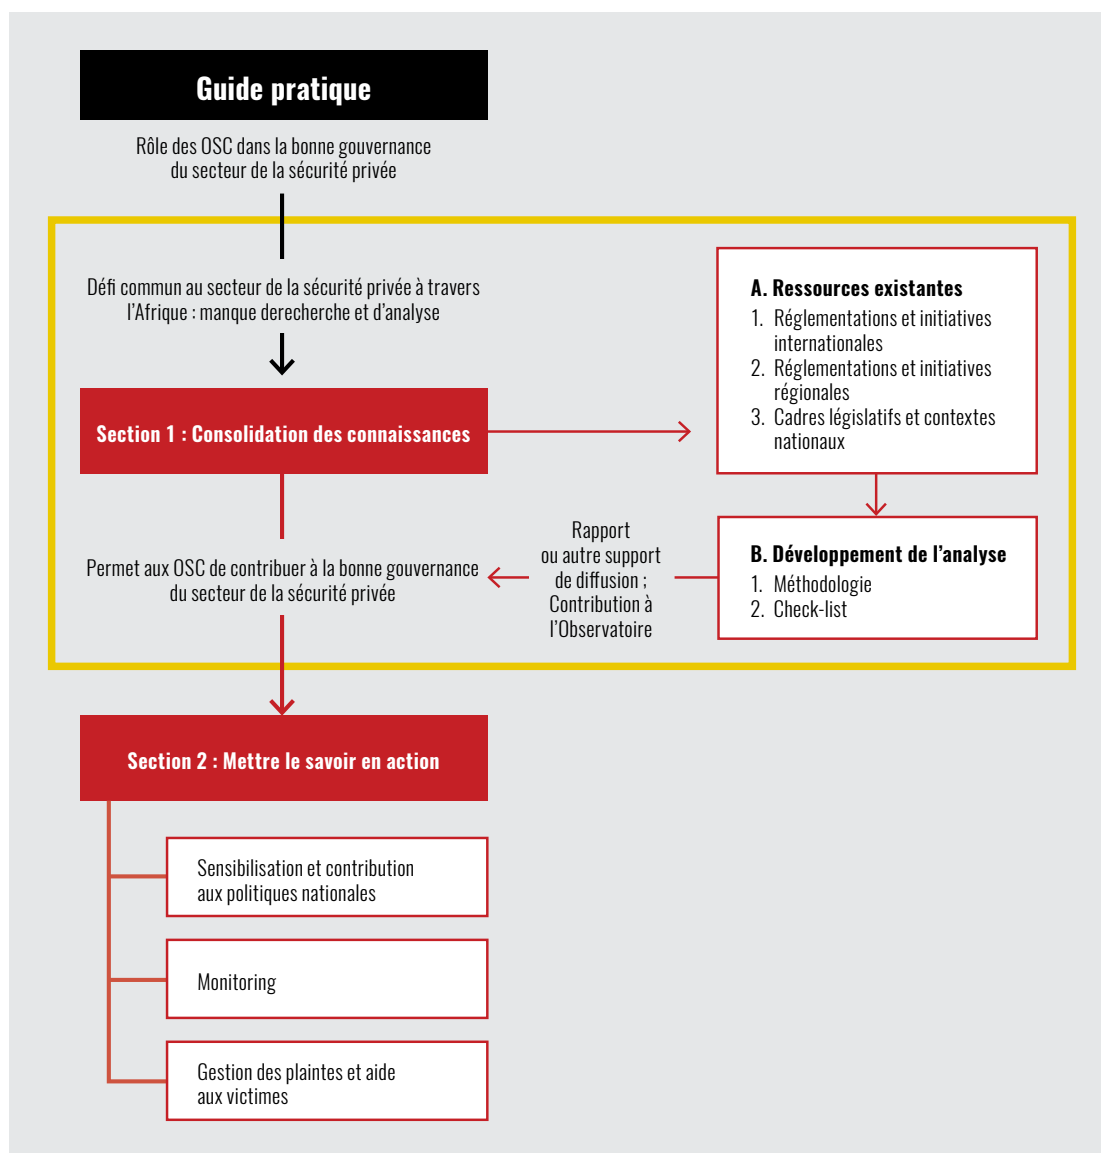 Guide pratique
Rôle des OSC dans la bonne gouvernance
du secteur de la sécurité privée
Défi commun au secteur de la sécurité privée à travers
l'Afrique : manque derecherche et d'analyse
Section 1 : Consolidation des connaissances
A. Ressources existantes
1. Réglementations et initiatives
internationales
2. Réglementations et initiatives
régionales
3. Cadres législatifs et contextes
nationaux
B. Développement de l'analyse
1. Méthodologie
2. Check-list
Rapport
ou autre support
de diffusion ;
Contribution à
l'Observatoire
Permet aux OSC de contribuer à la bonne gouvernance
du secteur de la sécurité privée
Section 2 : Mettre le savoir en action
Sensibilisation et contribution
aux politiques nationales
Monitoring
Gestion des plaintes et aide
aux victimes